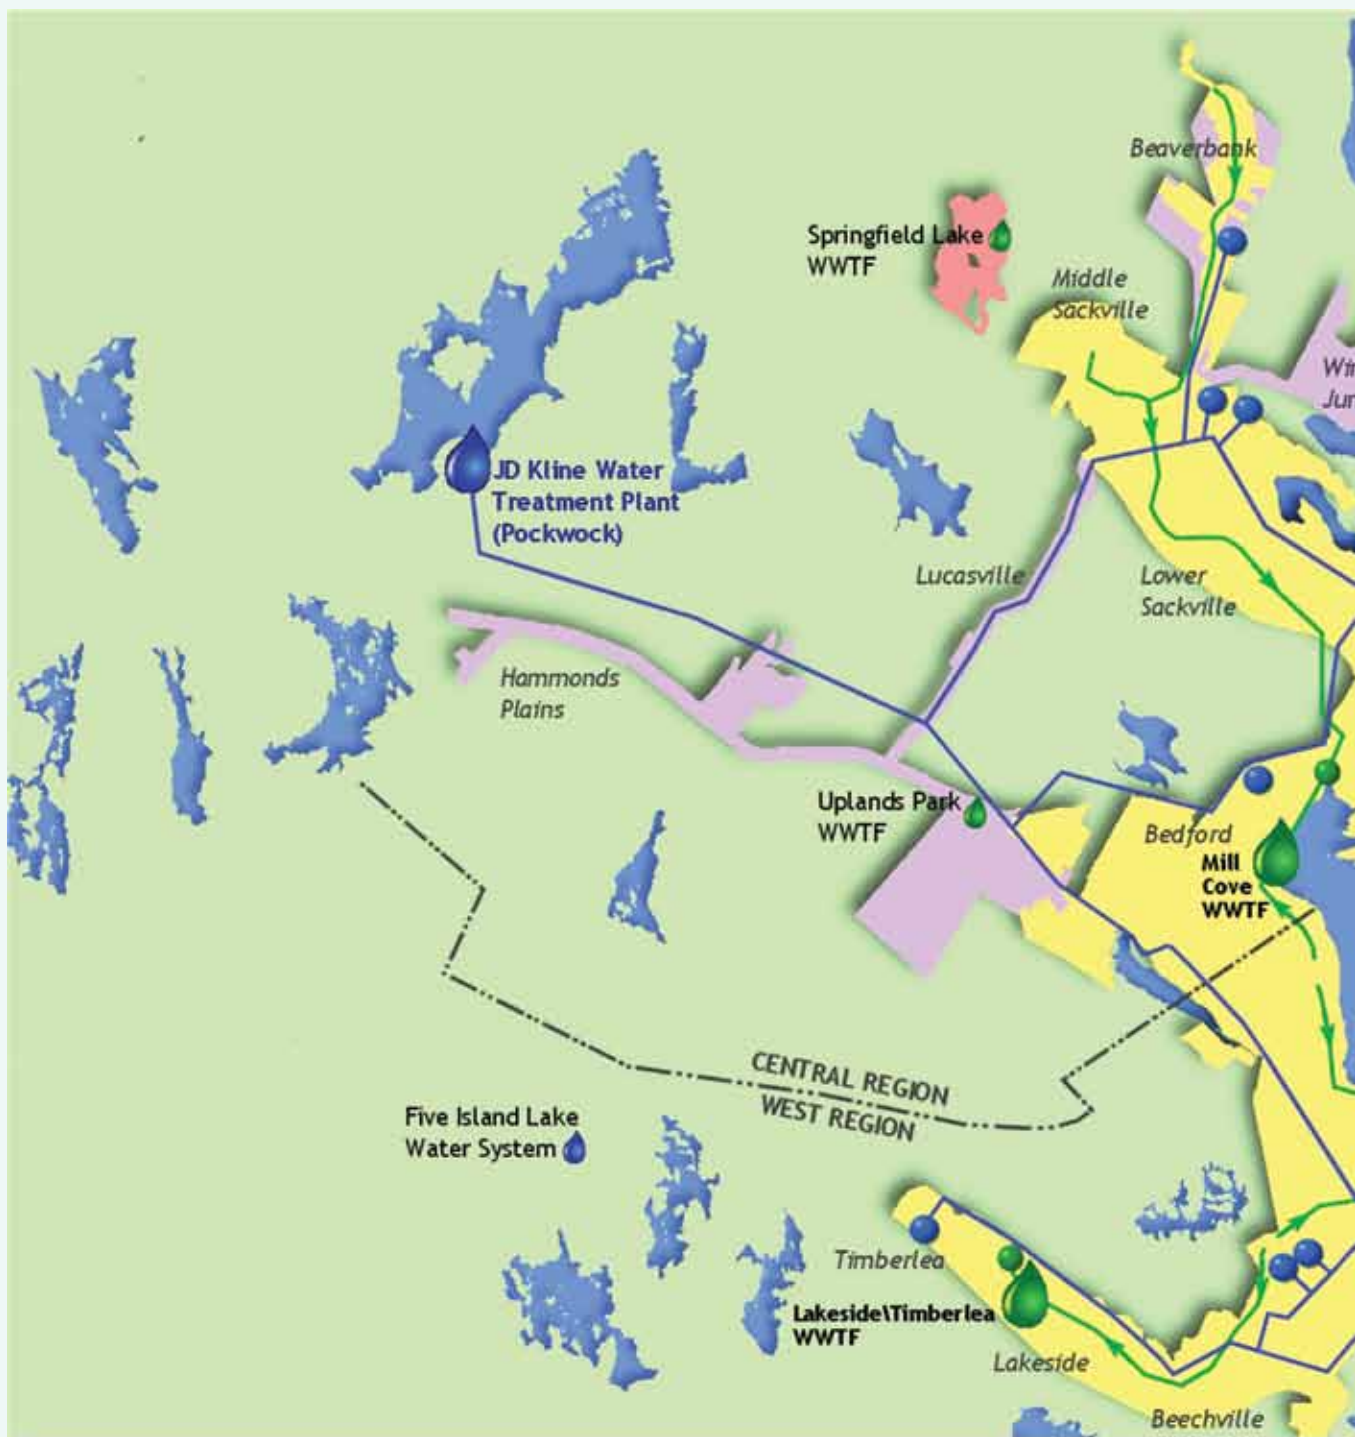 Beaverbank
Springfield Lake
WWTF
Middle
Sackville
JD Kline Water
Treatment Plant
(Pockwock)
Lucasville
Lower
Sackville
Hammonds
Plains
Uplands Park
WWTF
Bedford
Mill
Cove
WWTF
CENTRAL REGION
WEST REGION
Five Island Lake
Water System
Timberlea
Lakeside\Timberlea
WWTF
Lakeside
Beechville